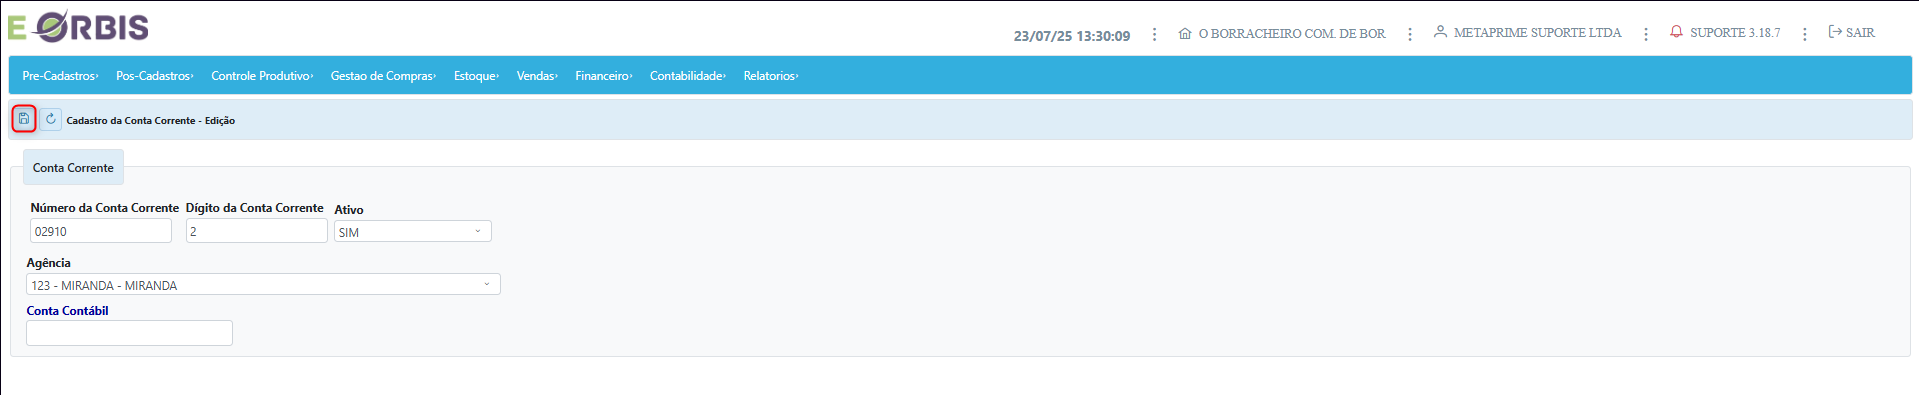 E ORBIS
23/07/25 13:30:09 O BORRACHEIRO COM. DE BOR METAPRIME SUPORTE LTDA SUPORTE 3.18.7 SAIR
Pre-Cadastros Pos-Cadastros Controle Produtivo Gestao de Compras Estoque Vendas Financeiro Contabilidade Relatorios
Cadastro da Conta Corrente - Edição
Conta Corrente
Número da Conta Corrente Dígito da Conta Corrente Ativo
02910 2 SIM
Agência
123 - MIRANDA - MIRANDA
Conta Contábil